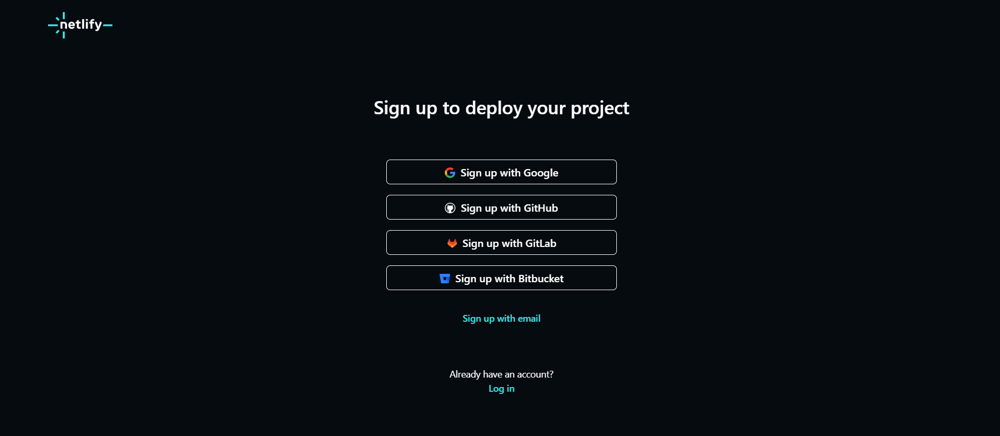 netlify
Sign up to deploy your project
Sign up with Google
Sign up with GitHub
Sign up with GitLab
Sign up with Bitbucket
Sign up with email
Already have an account?
Log in